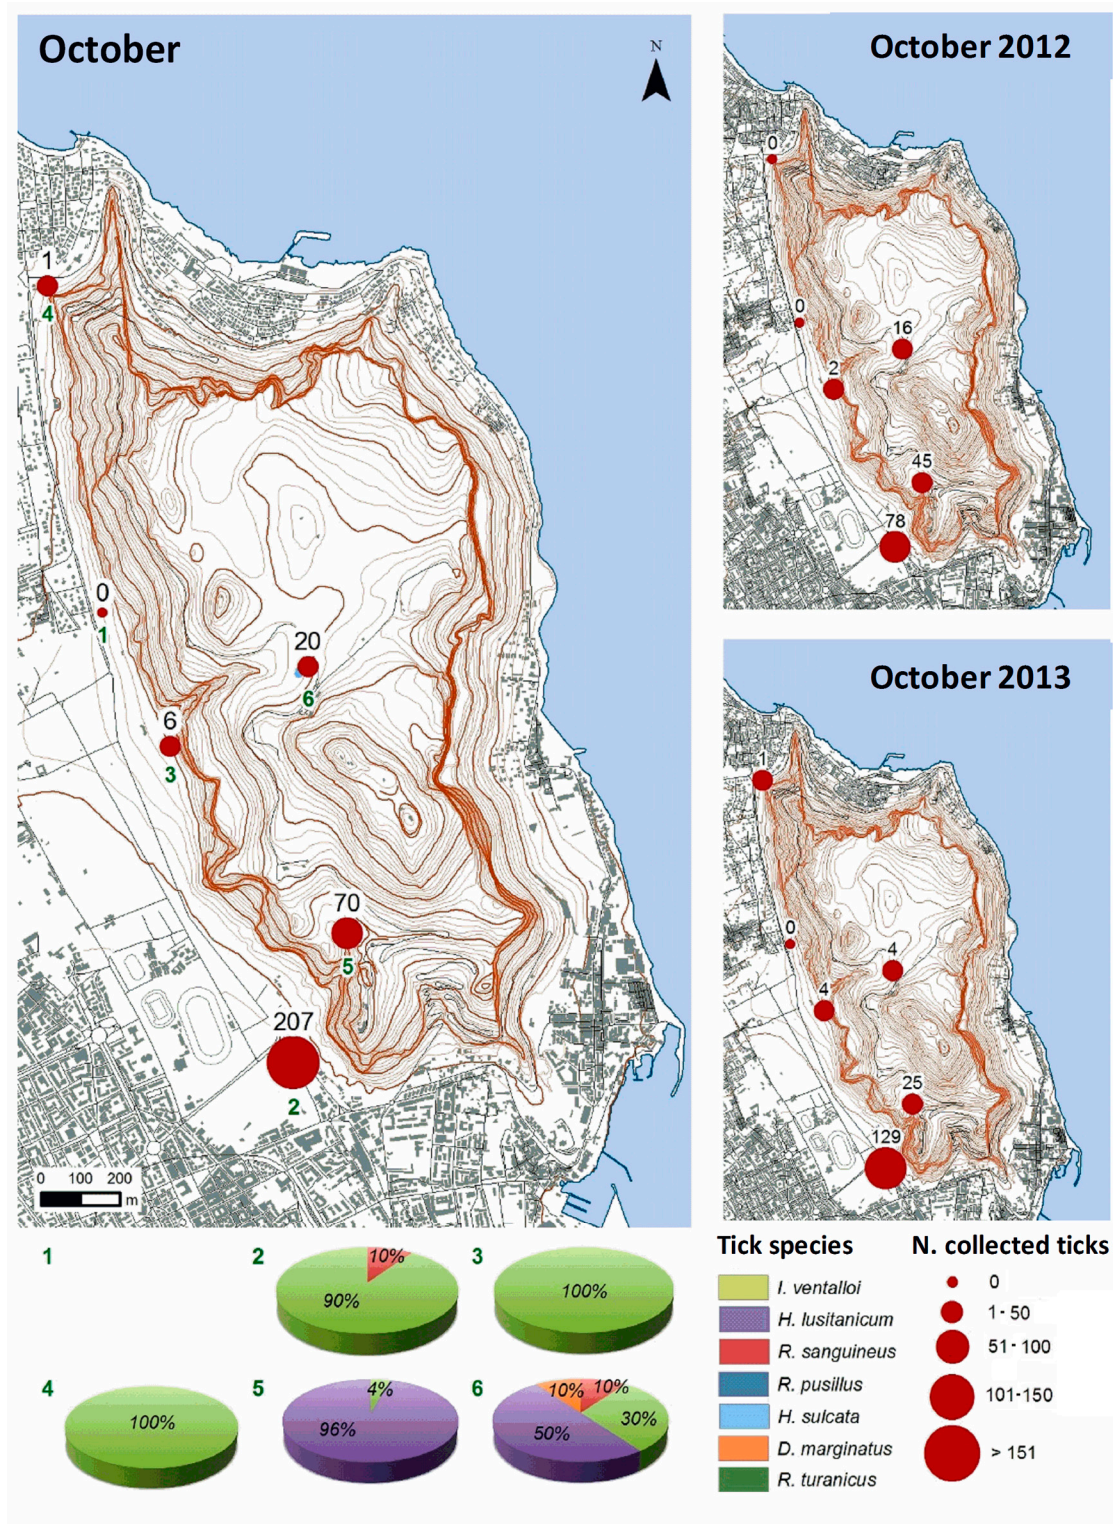 October
N
1
4
0
1
20
6
6
3
70
5
207
2
0 100 200
m
October 2012
0
0
16
2
45
78
October 2013
1
0
4
4
25
129
1
2
10%
90%
3
100%
4
100%
5
4%
96%
6
10%
10%
30%
50%
Tick species
I. ventalloi
H. lusitanicum
R. sanguineus
R. pusillus
H. sulcata
D. marginatus
R. turanicus
N. collected ticks
0
1 - 50
51 - 100
101-150
> 151